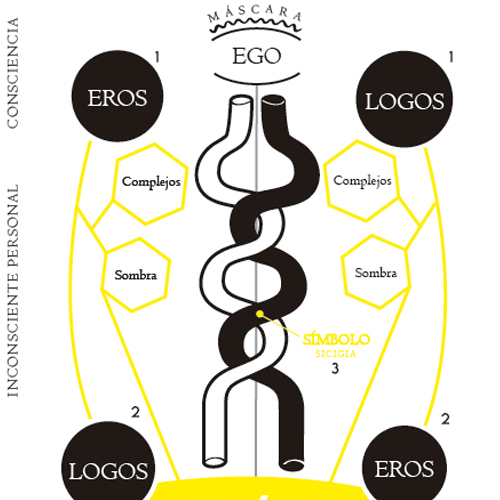 MÁSCARA
EGO
CONSCIENCIA
1
EROS
1
LOGOS
Complejos
Complejos
INCONSCIENTE PERSONAL
Sombra
Sombra
SÍMBOLO
SICIGIA
3
2
LOGOS
2
EROS